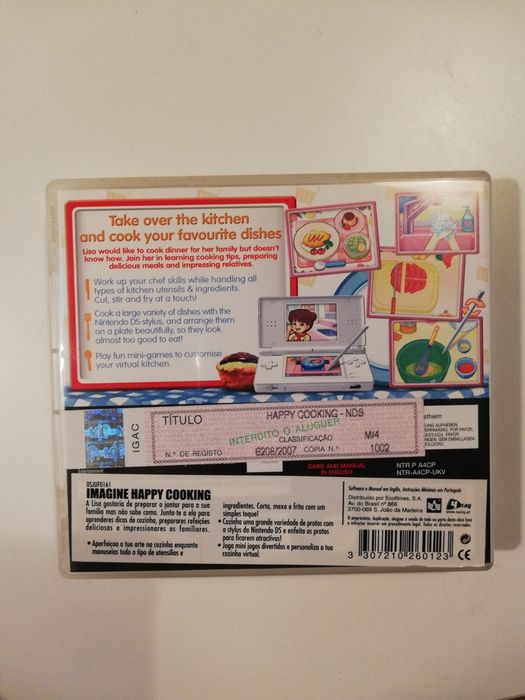 Take over the kitchen
and cook your favourite dishes
Lisa would like to cook dinner for her family but doesn't
know how. Join her in learning cooking tips, preparing
delicious meals and impressing relatives.
Work up your chef skills while handling all
types of kitchen utensils & ingredients.
Cut, stir and fry at a touch!
Cook a large variety of dishes with the
Nintendo DS stylus, and arrange them
on a plate beautifully, so they look
almost too good to eat!
Play fun mini-games to customise
your virtual kitchen.
IGAC
TÍTULO
HAPPY COOKING - NDS
INTERDITO O ALUGUER
CLASSIFICAÇÃO
M/4
N.º DE REGISTO
6208/2007
CÓPIA N.º
1002
stheim
GAME AND MANUAL
IN ENGLISH
NTR P A4CP
NTR-A4CP-UKV
DSJUF0161
IMAGINE HAPPY COOKING
À Lisa gostaria de preparar o jantar para a sua
família mas não sabe como. Junta-te a ela para
aprenderes dicas de cozinha, preparares refeições
deliciosas e impressionares os familiares.
• Aperfeiçoa a tua arte na cozinha enquanto
manuseias todo o tipo de utensílios e
ingredientes. Corta, mexe e frita com um
simples toque!
• Cozinha uma grande variedade de pratos com
a stylus da Nintendo DS e enfeita os pratos
para ficarem atractivos!
• Joga mini jogos divertidos e personaliza a tua
cozinha virtual.
Software e Manual em Inglês, Instruções Mínimas em Português
Distribuido por Ecofilmes, S.A
Av. do Brasil nº 866
3700-069 S. João da Madeira
3 307210 260123
CE